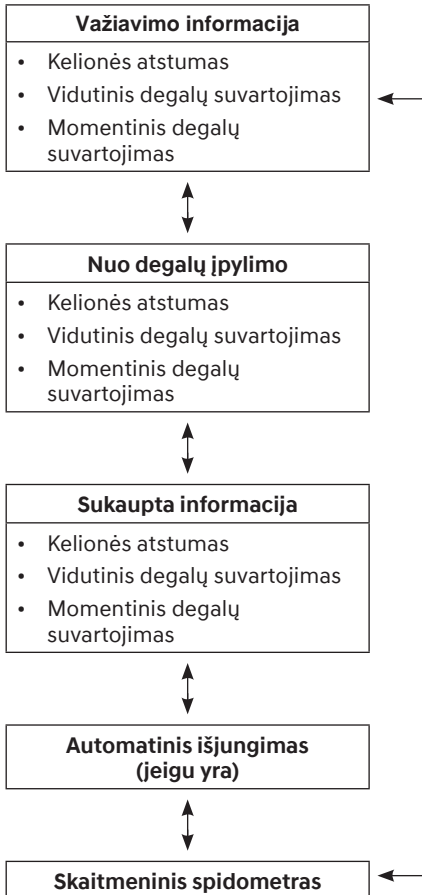 Važiavimo informacija
• Kelionės atstumas
• Vidutinis degalų suvartojimas
• Momentinis degalų
suvartojimas
Nuo degalų įpylimo
• Kelionės atstumas
• Vidutinis degalų suvartojimas
• Momentinis degalų
suvartojimas
Sukaupta informacija
• Kelionės atstumas
• Vidutinis degalų suvartojimas
• Momentinis degalų
suvartojimas
Automatinis išjungimas
(jeigu yra)
Skaitmeninis spidometras